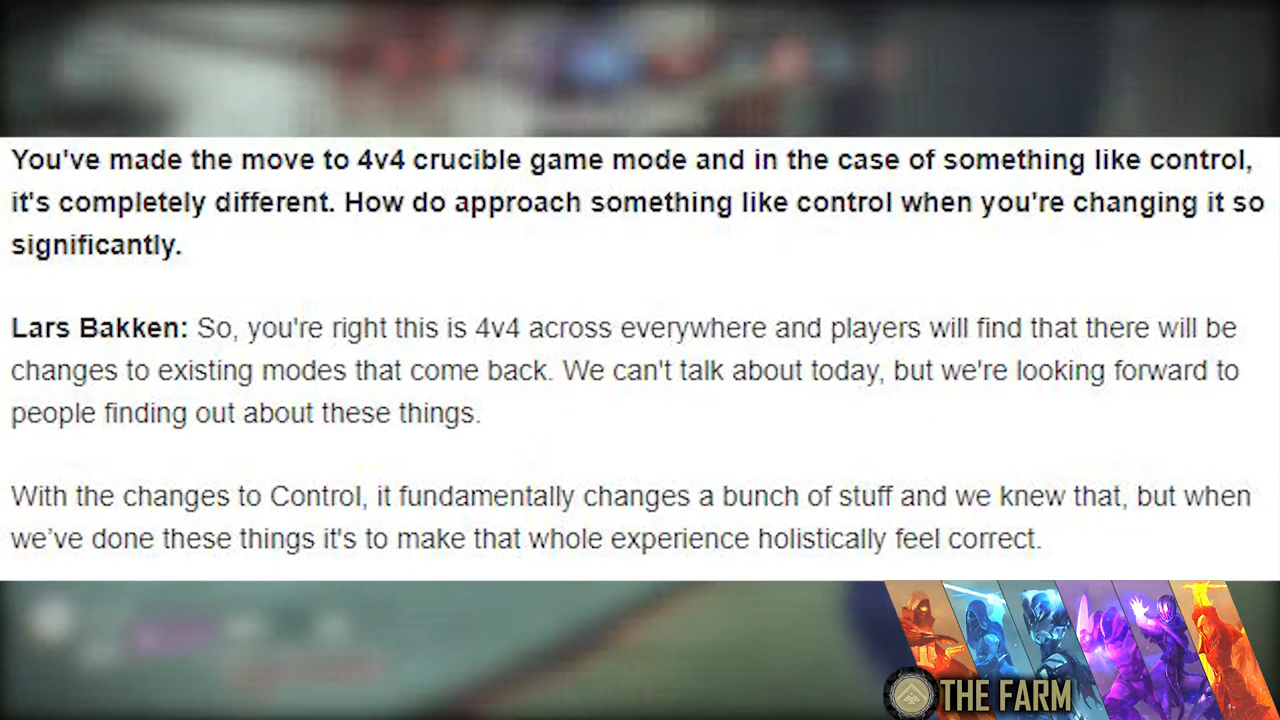 You've made the move to 4v4 crucible game mode and in the case of something like control,
it's completely different. How do approach something like control when you're changing it so
significantly.
Lars Bakken: So, you're right this is 4v4 across everywhere and players will find that there will be
changes to existing modes that come back. We can't talk about today, but we're looking forward to
people finding out about these things.
With the changes to Control, it fundamentally changes a bunch of stuff and we knew that, but when
we’ve done these things it's to make that whole experience holistically feel correct.
THE FARM